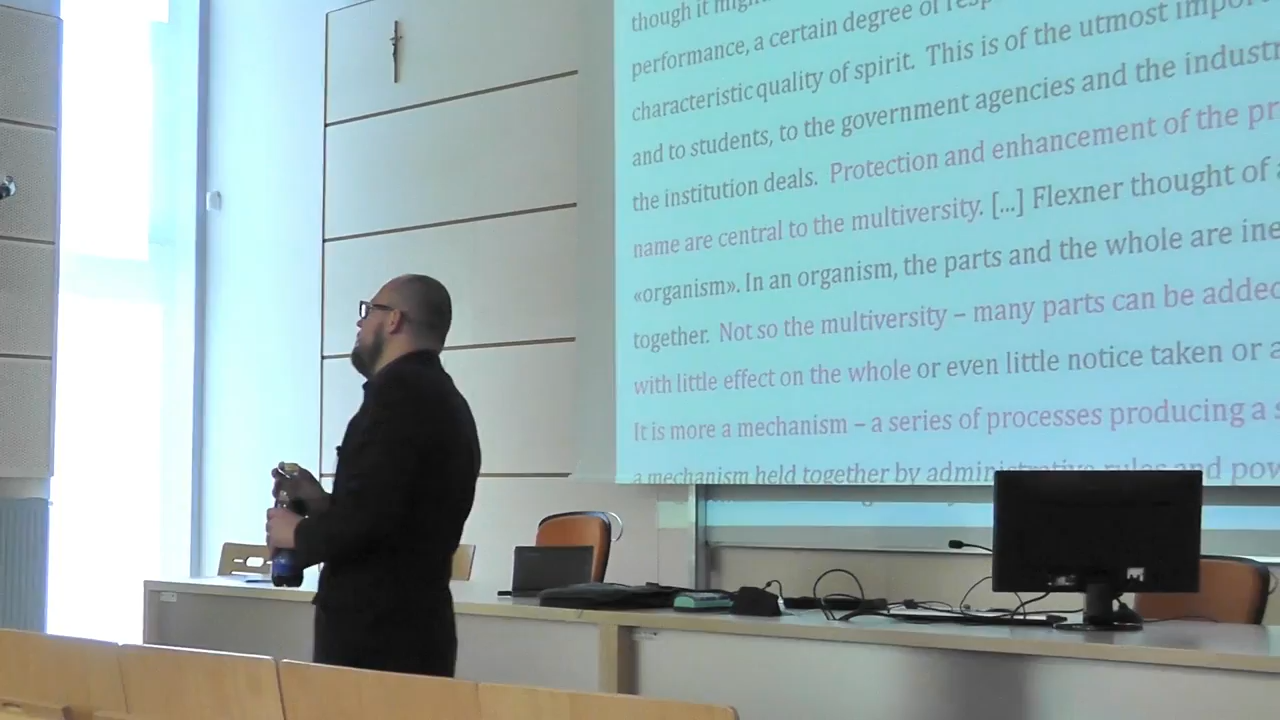 though it might
performance, a certain degree of
characteristic quality of spirit. This is of the utmost
and to students, to the government agencies and the
the institution deals. Protection and enhancement of the
name are central to the multiversity. [...] Flexner thought of
«organism». In an organism, the parts and the whole are
together. Not so the multiversity – many parts can be added
with little effect on the whole or even little notice taken or
It is more a mechanism – a series of processes producing a
a mechanism held together by administrative rules and